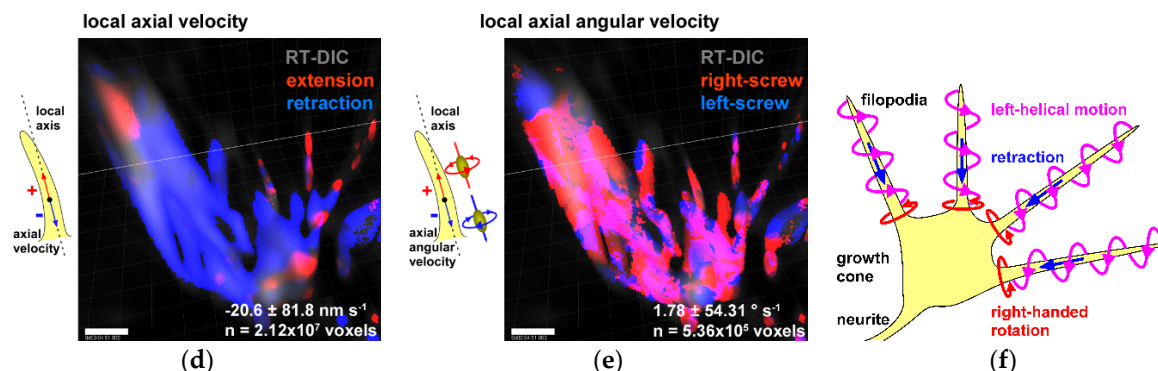 local axial velocity
RT-DIC
extension
retraction
local
axis
+
-
axial
velocity
-20.6 ± 81.8 nm s-1
n = 2.12x10⁷ voxels
(d)
local axial angular velocity
RT-DIC
right-screw
left-screw
local
axis
+
-
axial
angular
velocity
1.78 ± 54.31 ° s-1
n = 5.36x10⁵ voxels
(e)
filopodia
left-helical motion
retraction
growth
cone
neurite
right-handed
rotation
(f)